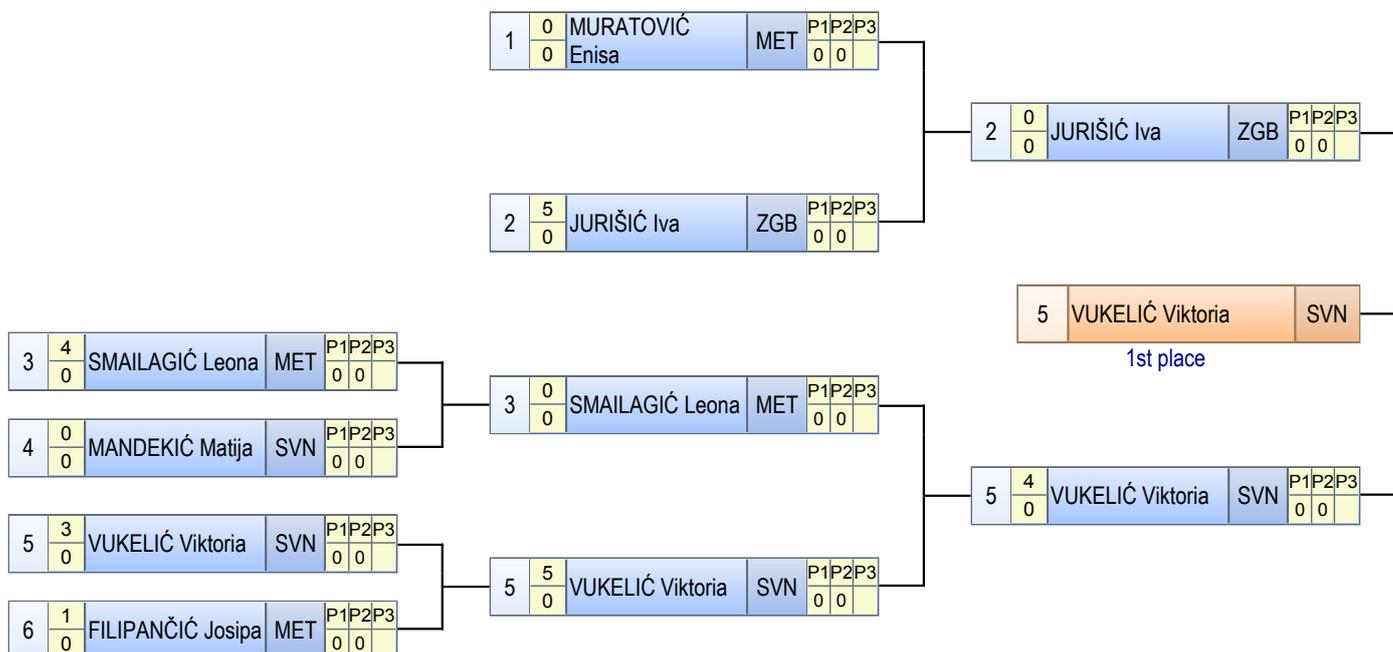 1 0 MURATOVIĆ MET P1 P2 P3
0 Enisa 0 0
2 0 JURIŠIĆ Iva ZGB P1 P2 P3
0 0 0
2 5 JURIŠIĆ Iva ZGB P1 P2 P3
0 0 0
5 VUKELIĆ Viktoria SVN
1st place
3 4 SMAILAGIĆ Leona MET P1 P2 P3
0 0 0
3 0 SMAILAGIĆ Leona MET P1 P2 P3
0 0 0
4 0 MANDEKIĆ Matija SVN P1 P2 P3
0 0 0
5 4 VUKELIĆ Viktoria SVN P1 P2 P3
0 0 0
5 3 VUKELIĆ Viktoria SVN P1 P2 P3
0 0 0
5 5 VUKELIĆ Viktoria SVN P1 P2 P3
0 0 0
6 1 FILIPANČIĆ Josipa MET P1 P2 P3
0 0 0